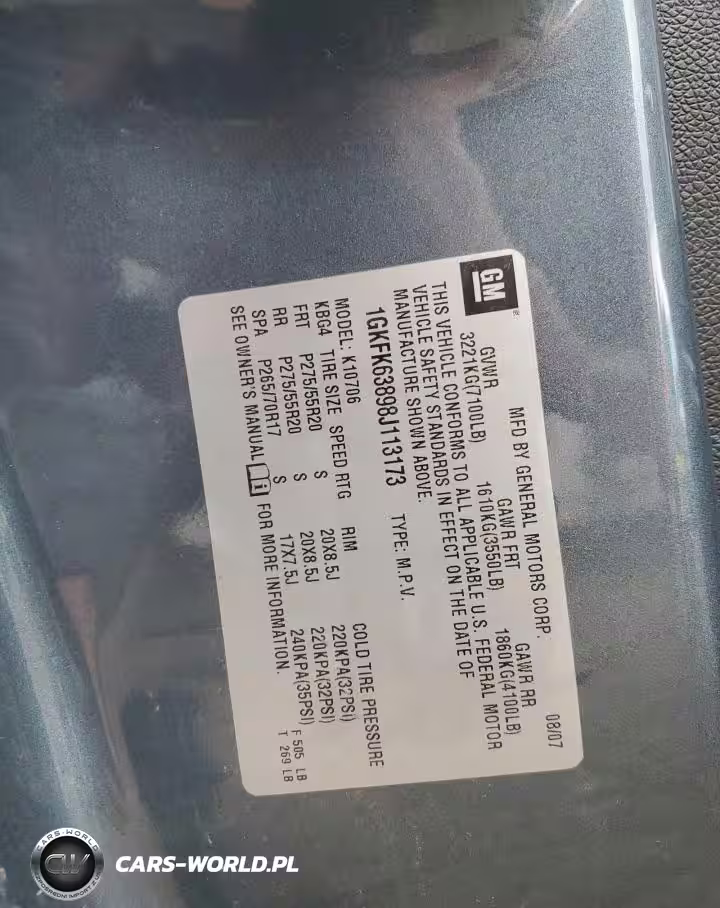 GM
MFD BY GENERAL MOTORS CORP. 08/07
GVWR GAWR FRT GAWR RR
3221KG(7100LB) 1610KG(3550LB) 1860KG(4100LB)
THIS VEHICLE CONFORMS TO ALL APPLICABLE U.S. FEDERAL MOTOR
VEHICLE SAFETY STANDARDS IN EFFECT ON THE DATE OF
MANUFACTURE SHOWN ABOVE.
1GKFK63898J113173 TYPE: M.P.V.
MODEL: K10706
KBG4 TIRE SIZE SPEED RTG RIM COLD TIRE PRESSURE
FRT P275/55R20 S 20X8.5J 220KPA(32PSI)
RR P275/55R20 S 20X8.5J 220KPA(32PSI)
SPA P265/70R17 S 17X7.5J 240KPA(35PSI)
SEE OWNER'S MANUAL FOR MORE INFORMATION.
F 505 LB
T 269 LB
CARS-WORLD
CW
CARS-WORLD.PL